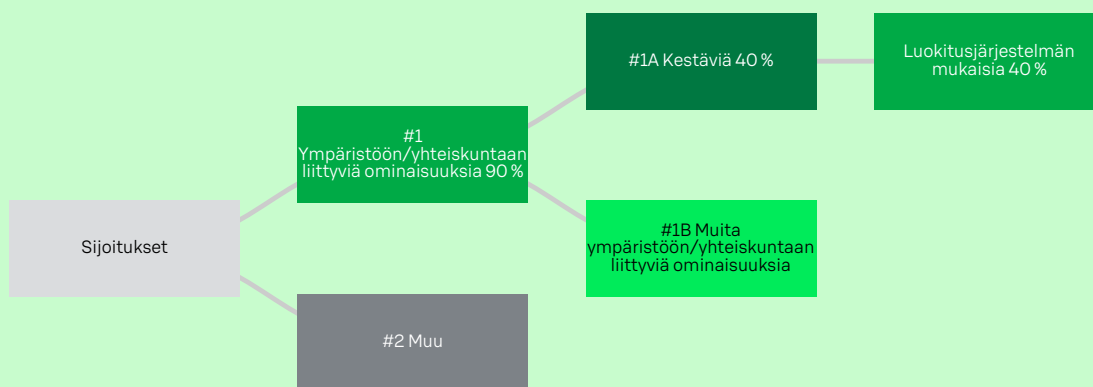 #1A Kestäviä 40 %
Luokitusjärjestelmän
mukaisia 40 %
#1
Ympäristöön/yhteiskuntaan
liittyviä ominaisuuksia 90 %
Sijoitukset
#1B Muita
ympäristöön/yhteiskuntaan
liittyviä ominaisuuksia
#2 Muu